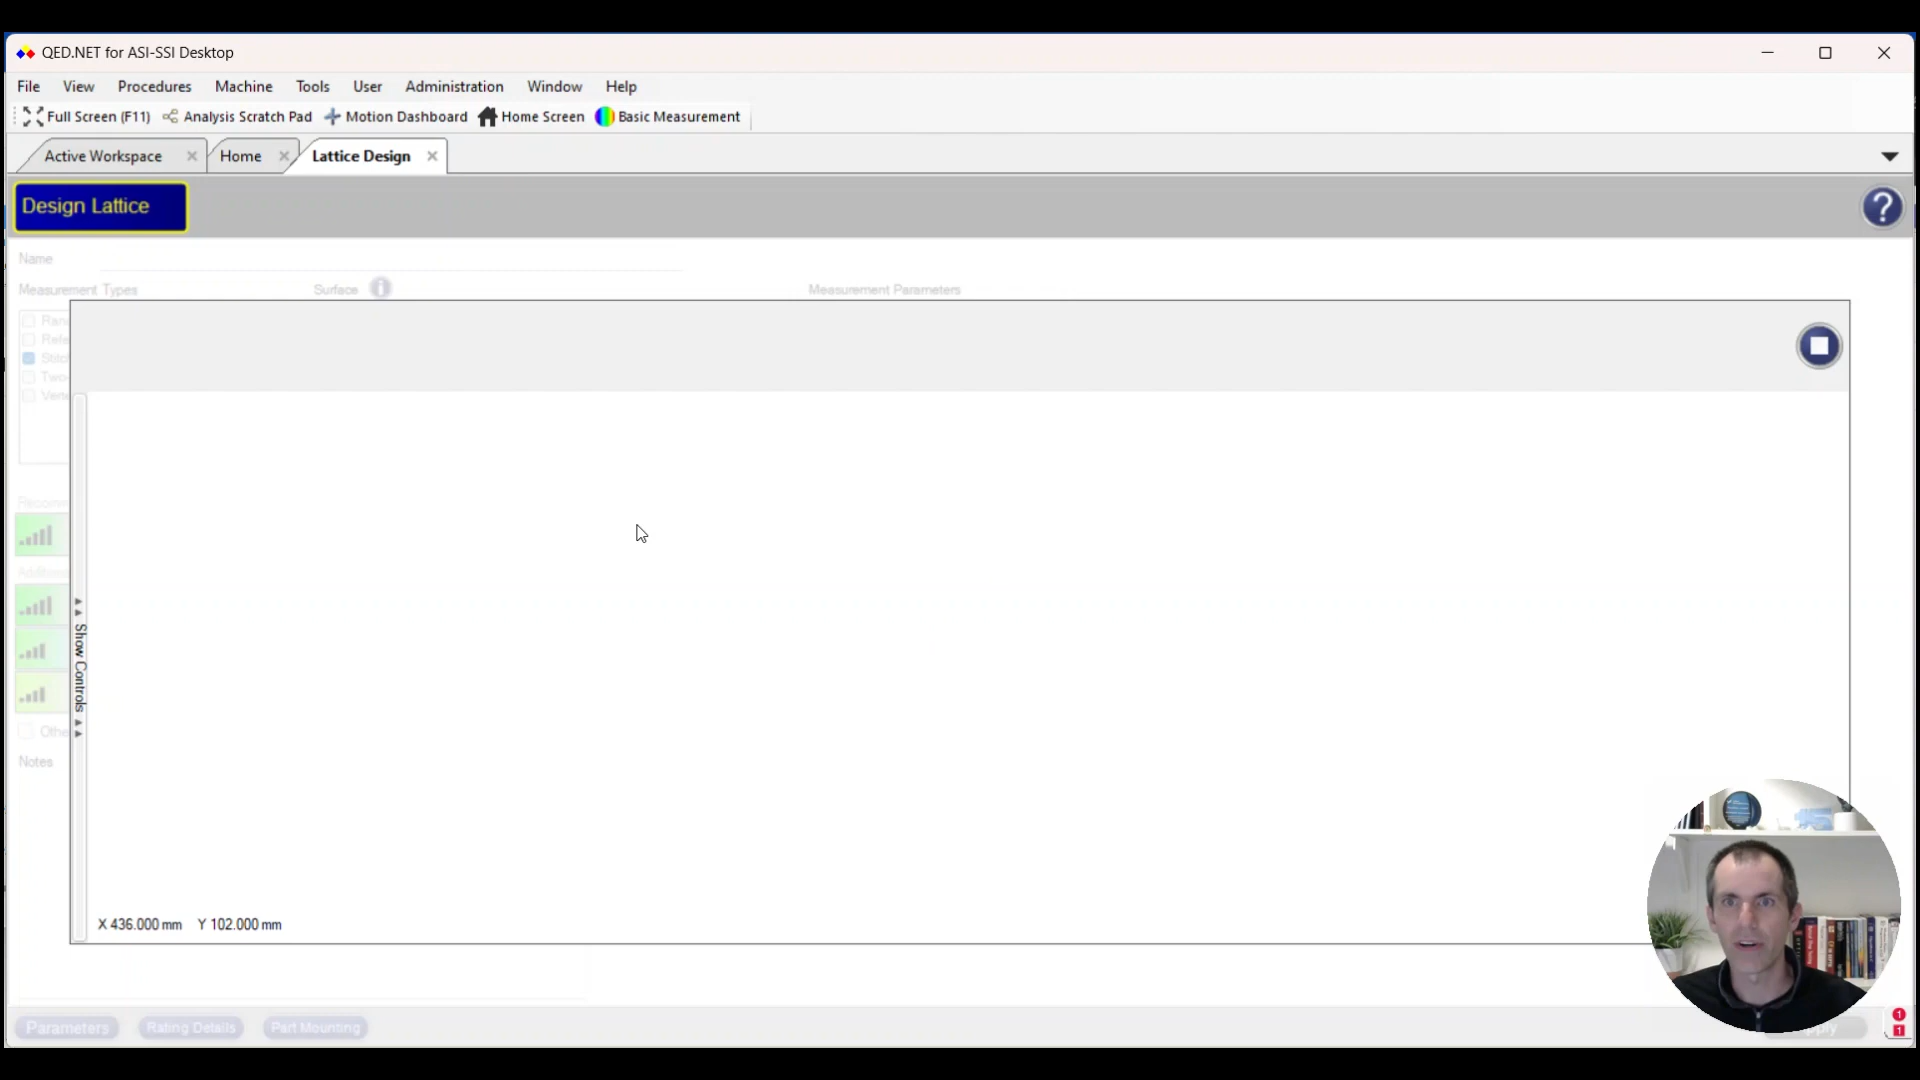 QED.NET for ASI-SSI Desktop
File View Procedures Machine Tools User Administration Window Help
Full Screen (F11) Analysis Scratch Pad Motion Dashboard Home Screen Basic Measurement
Active Workspace Home Lattice Design
Design Lattice
?
Name
Measurement Types Surface i Measurement Parameters
Show Controls
Notes
X 436.000 mm Y 102.000 mm
Parameters Rating Details Part Mounting
1
1